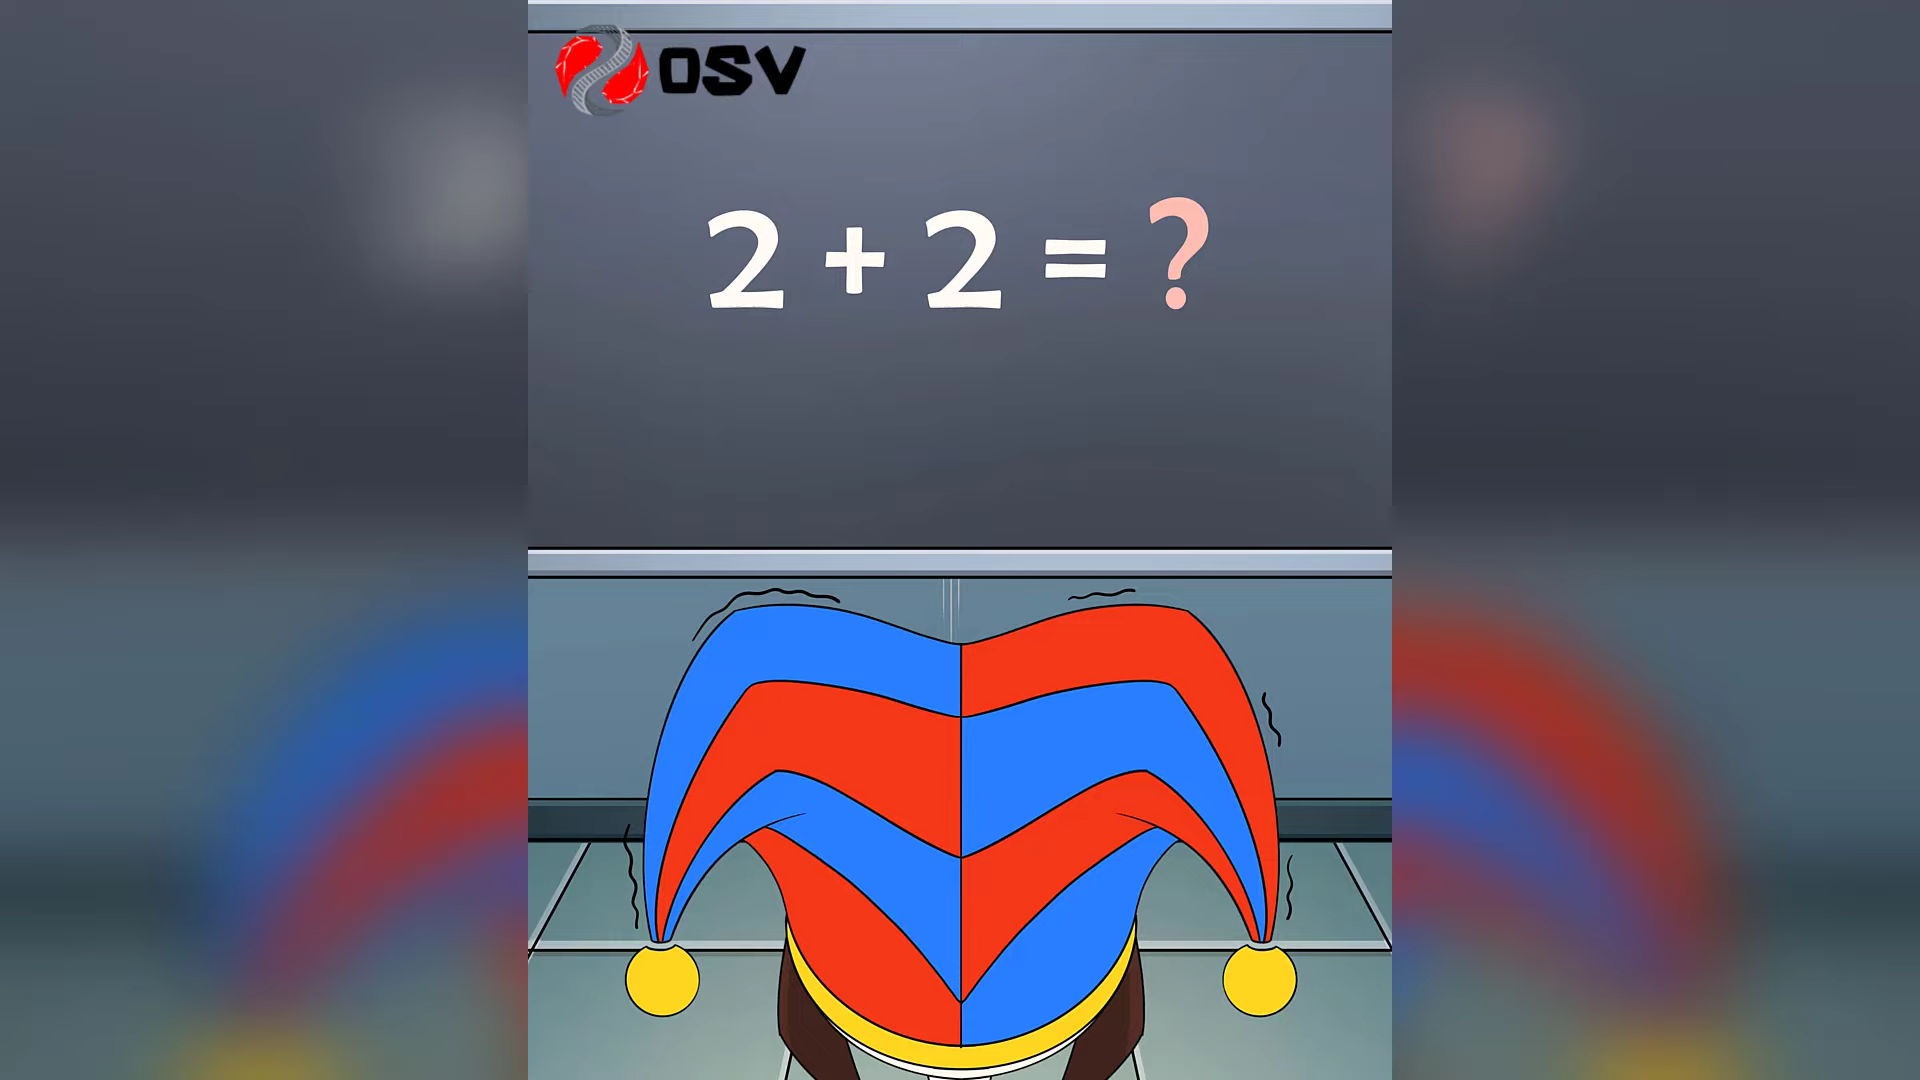 OSV
2 + 2 = ?